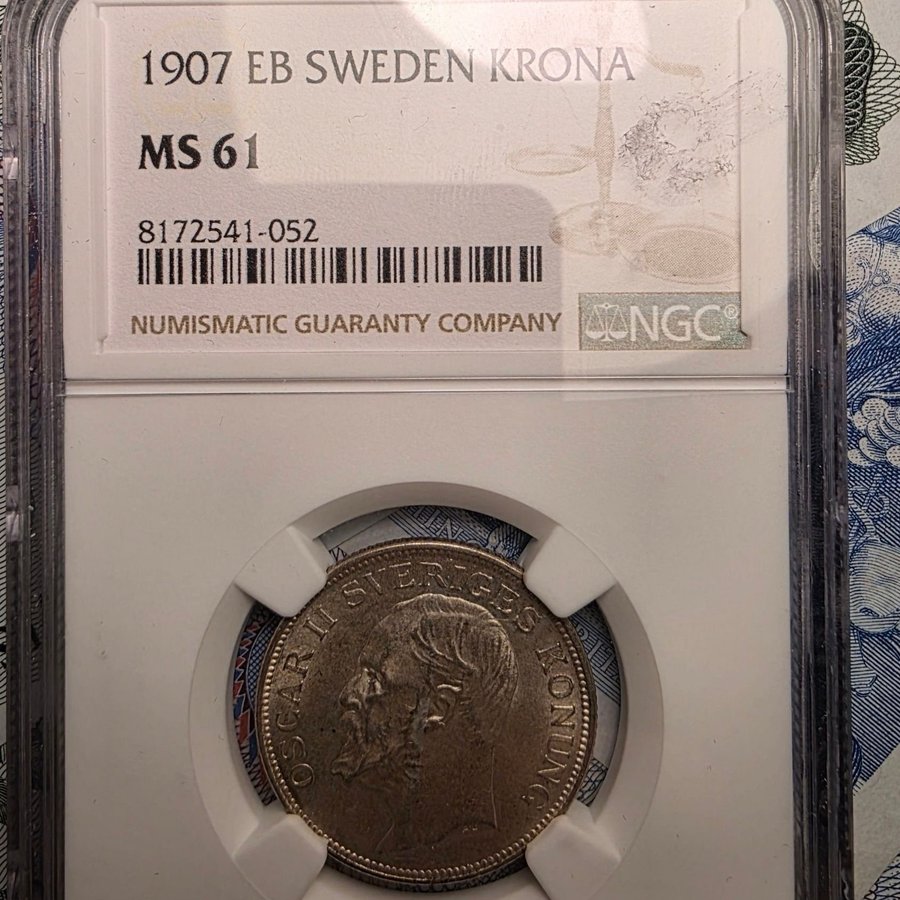 1907 EB SWEDEN KRONA
MS 61
8172541-052
NUMISMATIC GUARANTY COMPANY
NGC®
OSCAR II SVERIGES KONUNG